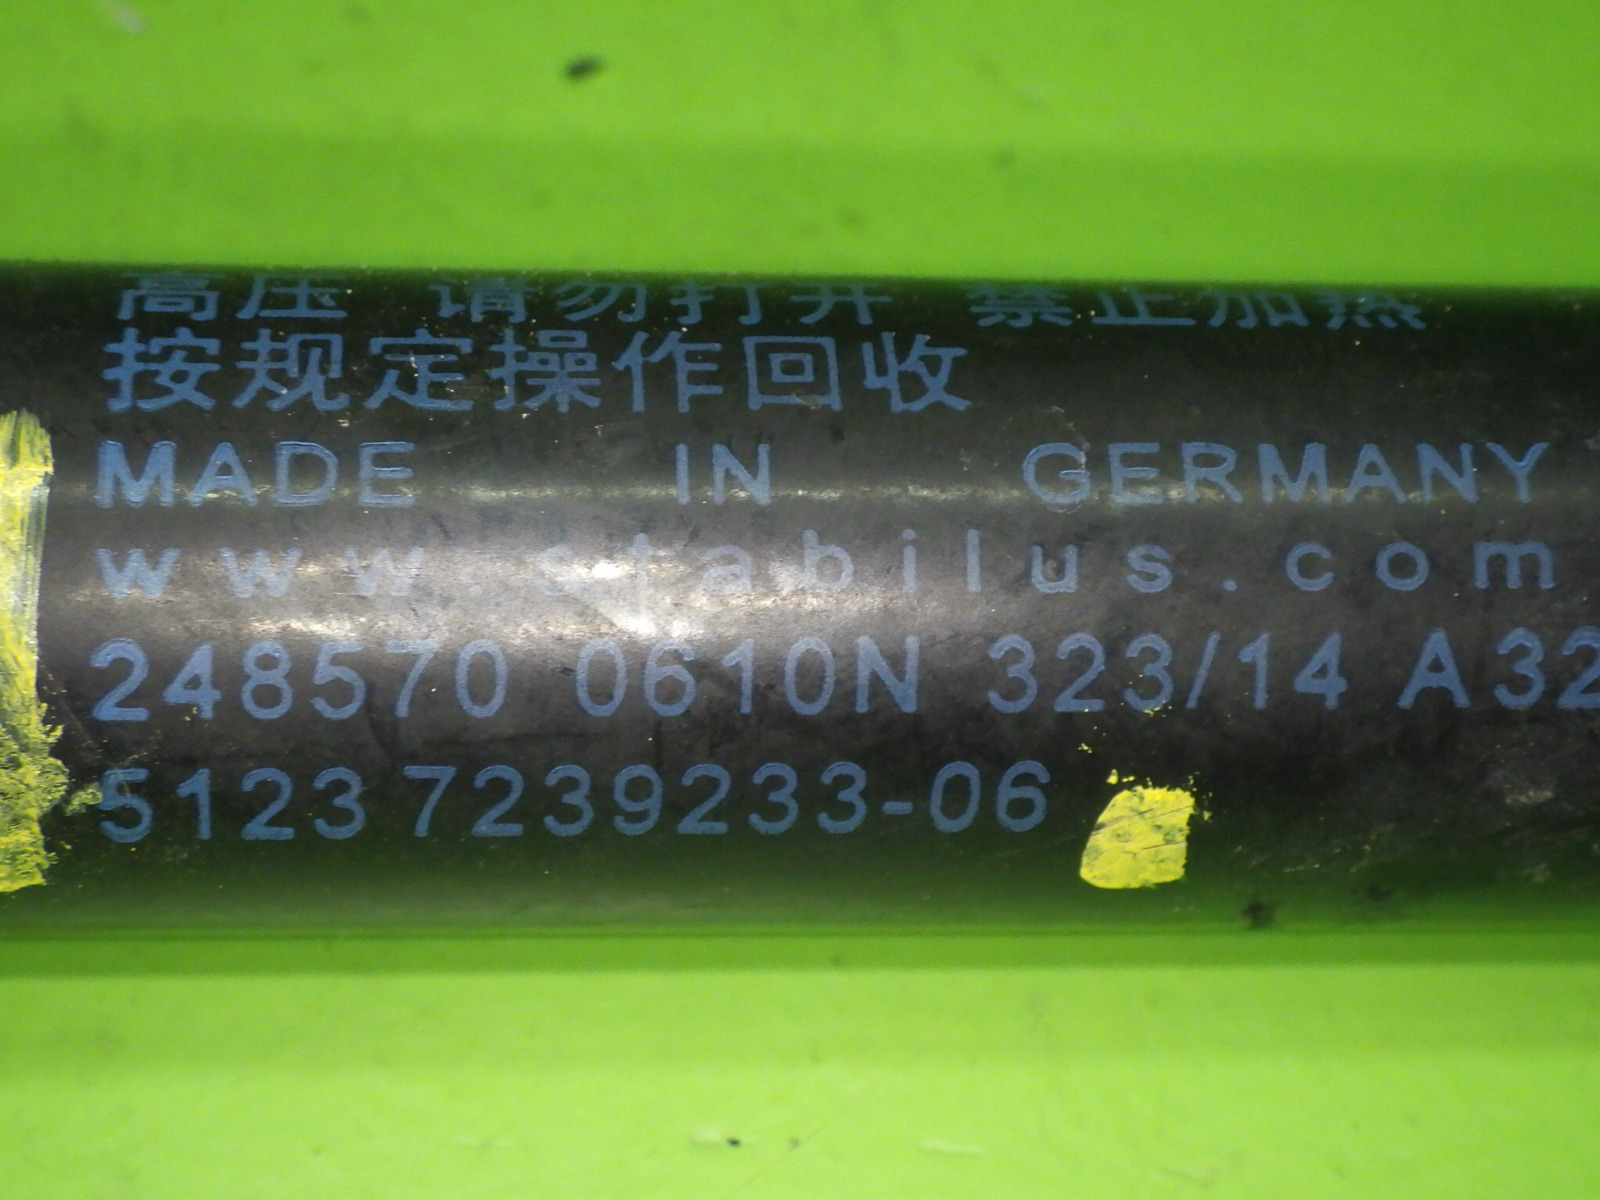 高压 请勿打开 禁止加热
按规定操作回收
MADE IN GERMANY
www.stabilus.com
248570 0610N 323/14 A32
5123 7239233-06